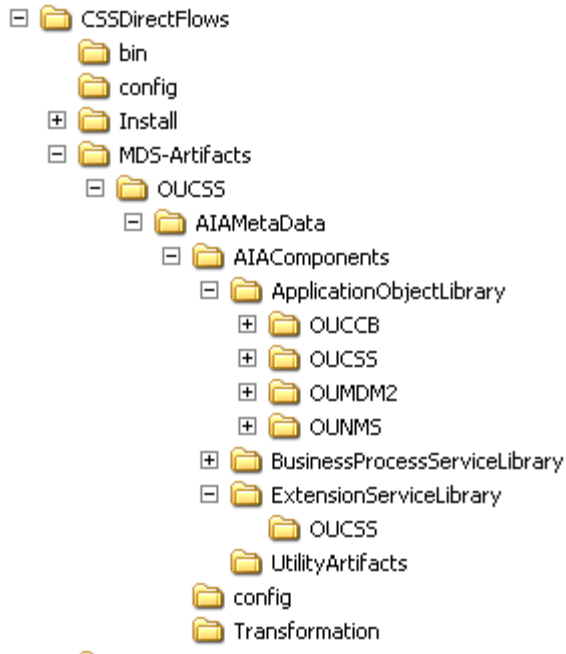 CSSDirectFlows
bin
config
Install
MDS-Artifacts
OUCSS
AIAMetaData
AIAComponents
ApplicationObjectLibrary
OUCCB
OUCSS
OUMDM2
OUNMS
BusinessProcessServiceLibrary
ExtensionServiceLibrary
OUCSS
UtilityArtifacts
config
Transformation